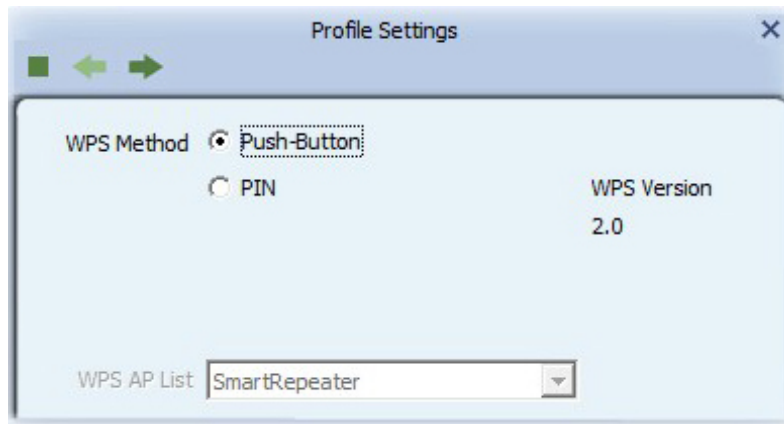 Profile Settings
WPS Method Push-Button
PIN WPS Version
2.0
WPS AP List SmartRepeater